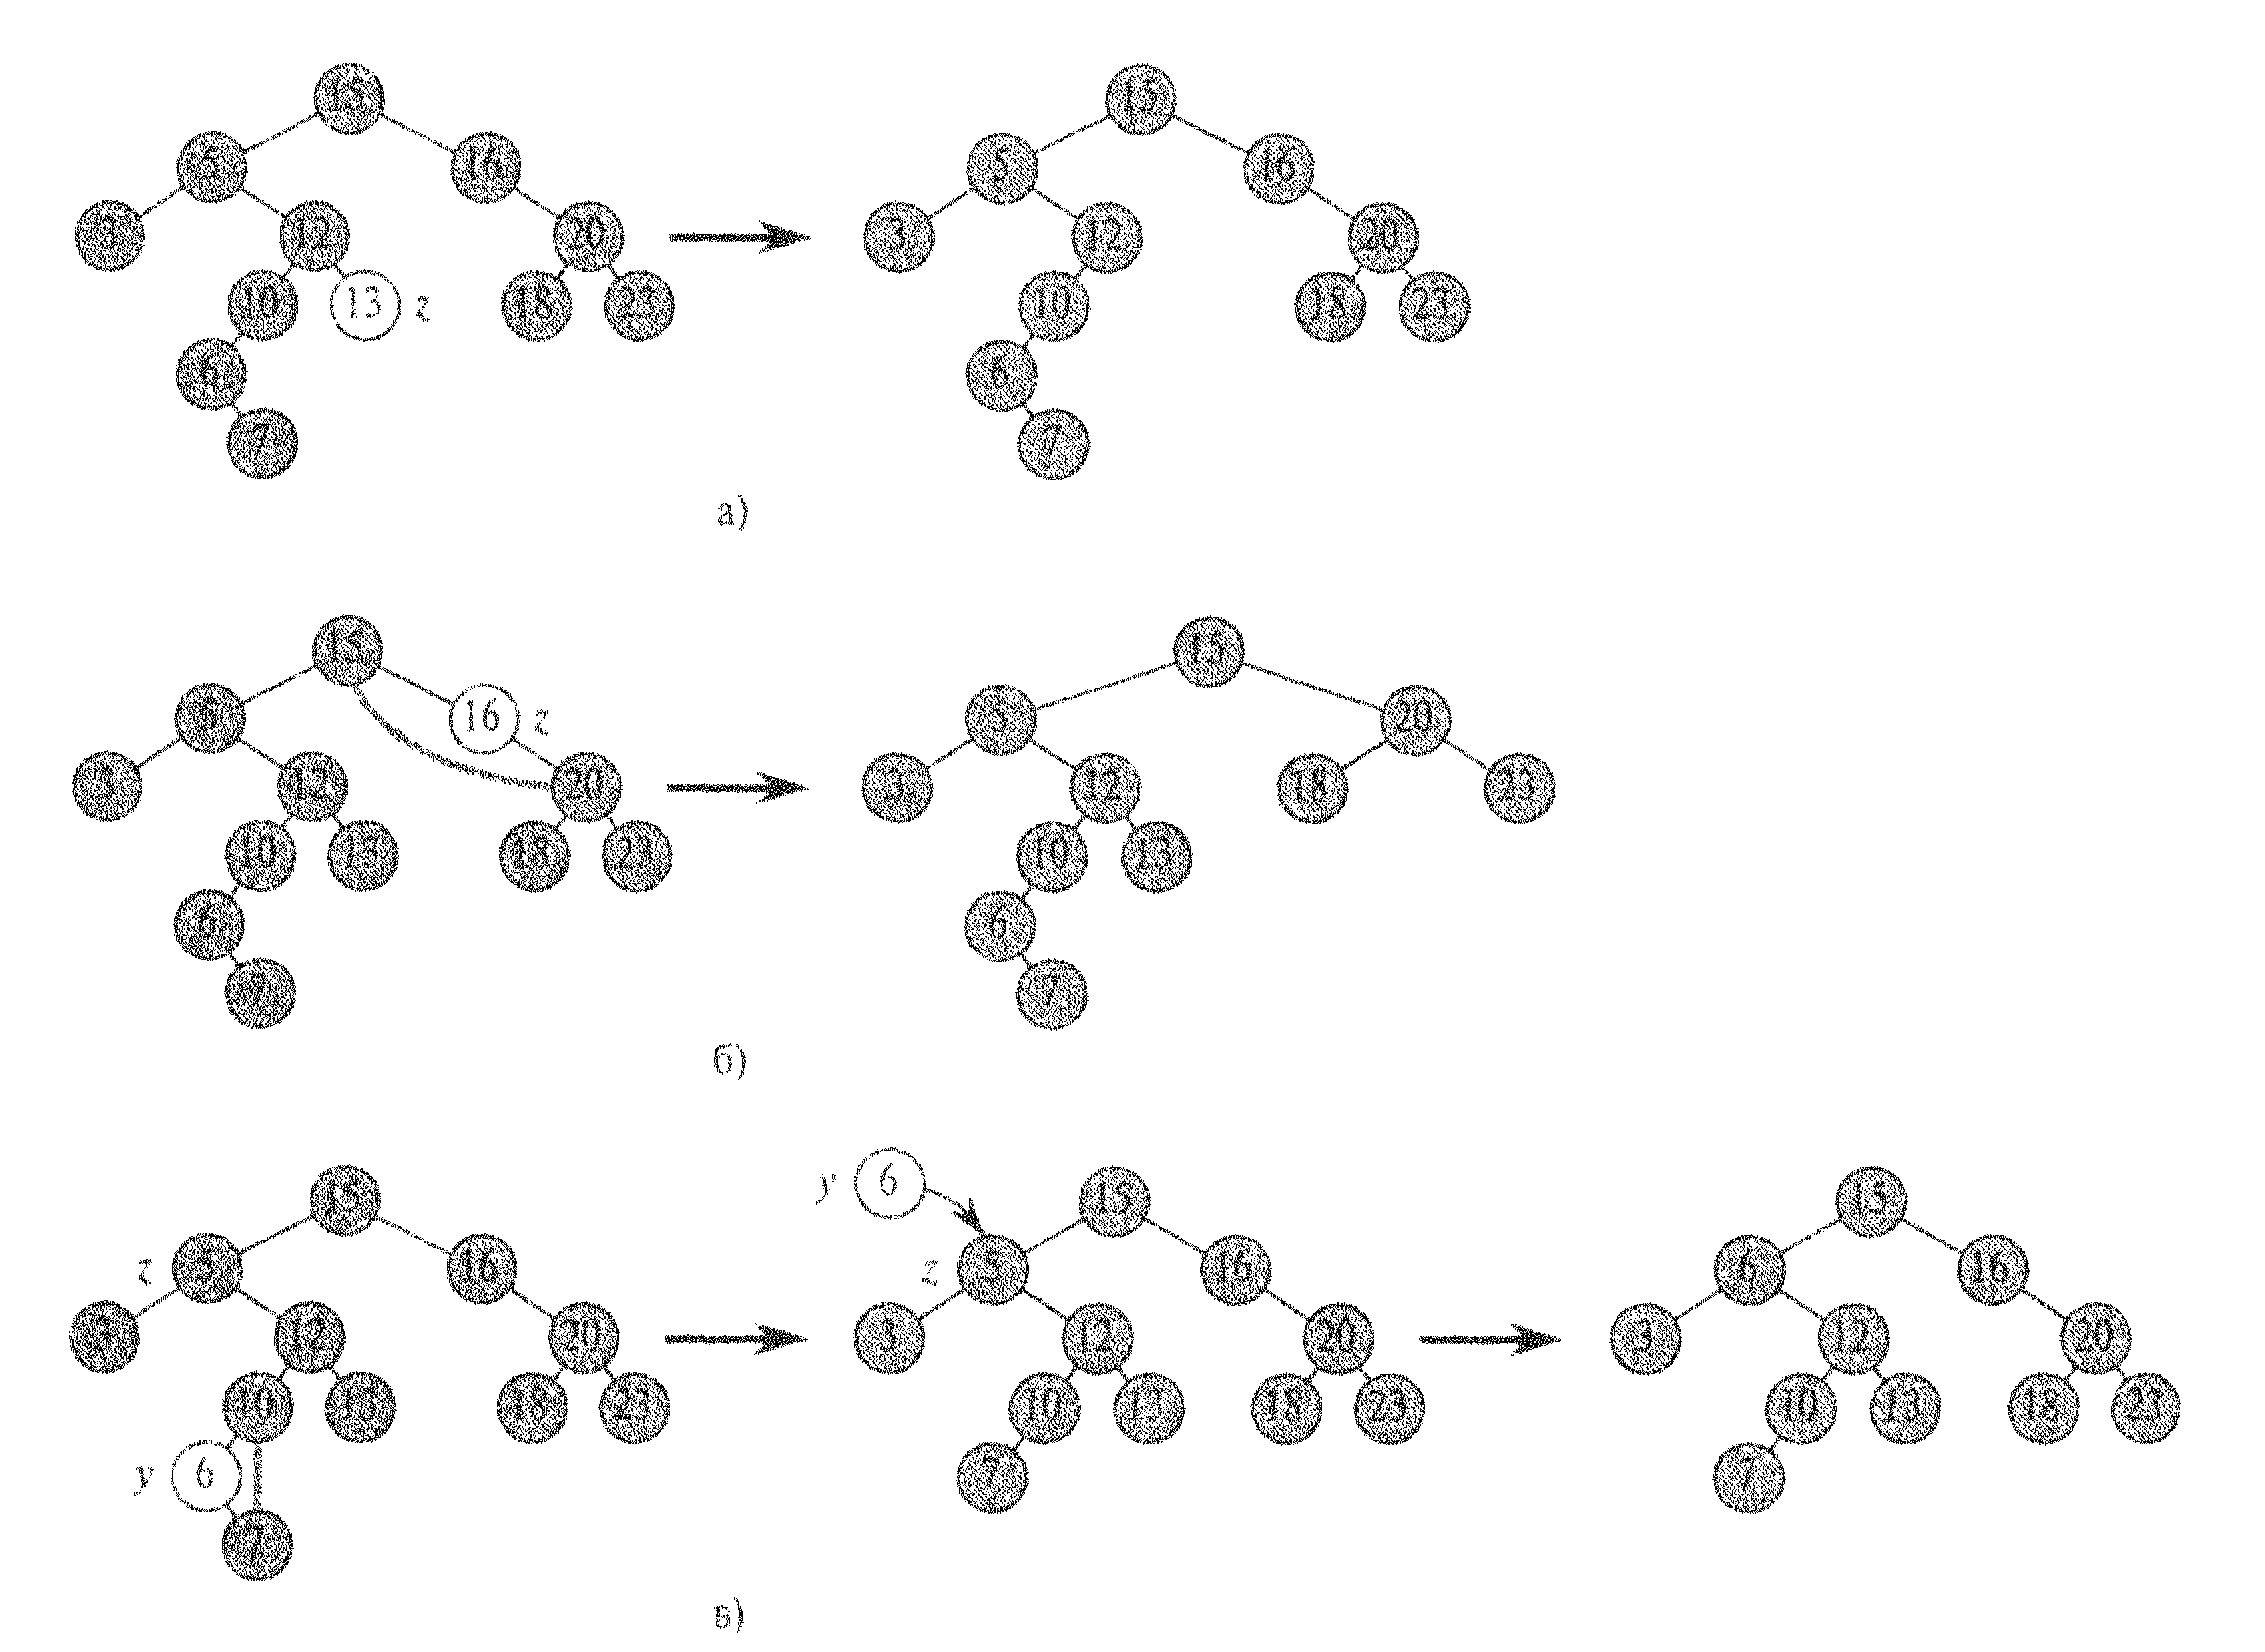 15 15
5 16 5 16
3 12 20 3 12 20
10 13 z 18 23 10 18 23
6 6
7 7
а)
15 15
5 16 z 5 20
3 12 20 3 12 18 23
10 13 18 23 10 13
6 6
7 7
б)
y 6
15 15 15
z 5 16 z 5 16 6 16
3 12 20 3 12 20 3 12 20
10 13 18 23 10 13 18 23 10 13 18 23
y 6 7 7
7
в)